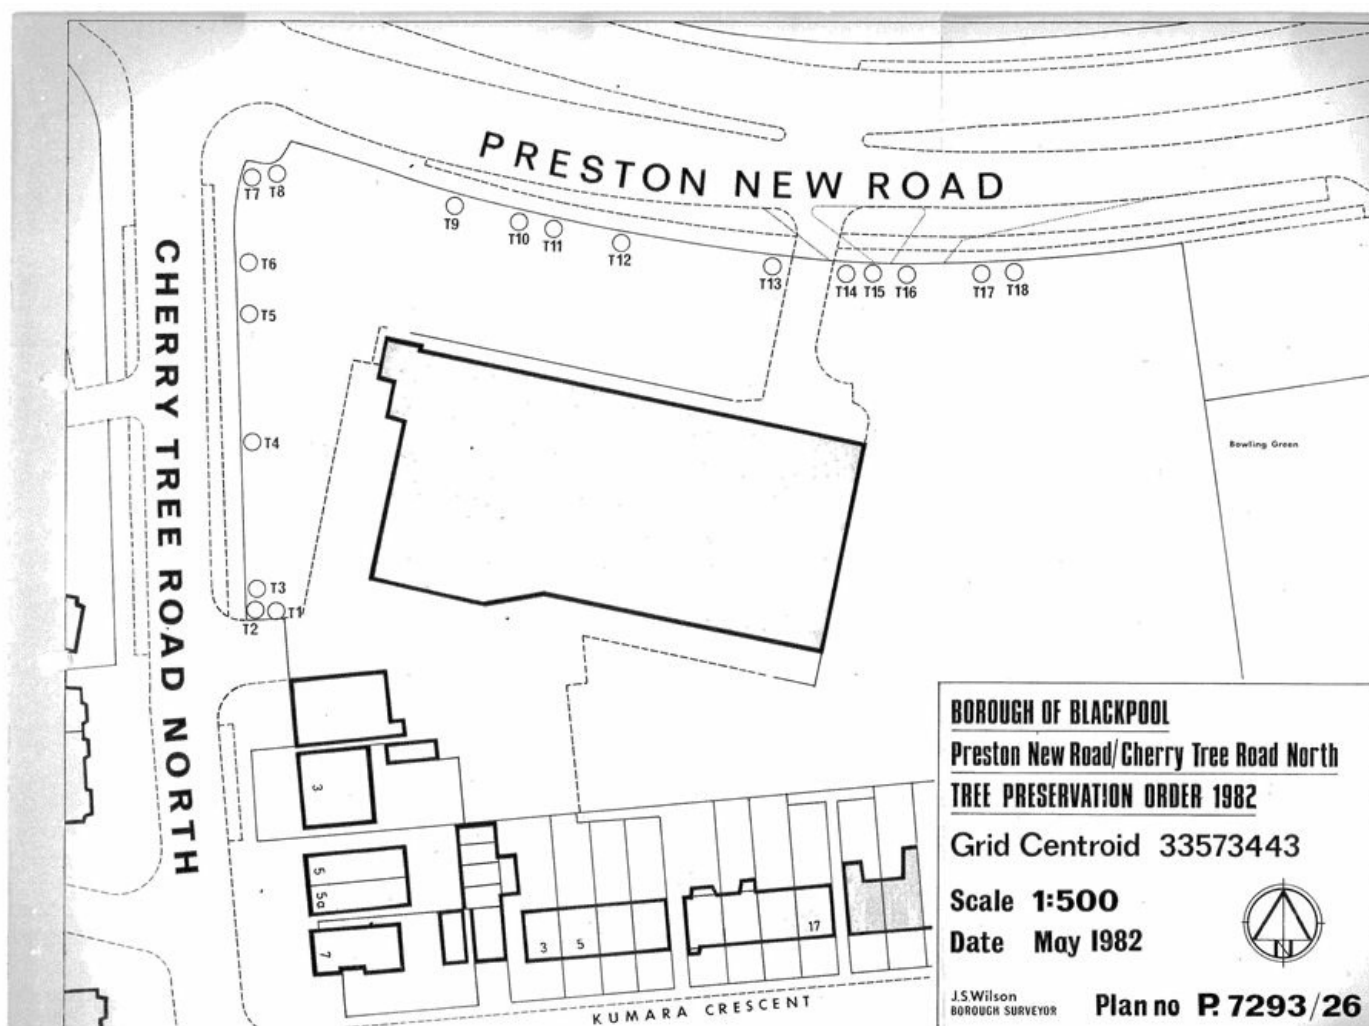 PRESTON NEW ROAD
T7 T8
T9
T10
T11
T12
T13
T14 T15 T16
T17 T18
T6
T5
T4
T3
T2
T1
CHERRY TREE ROAD NORTH
Bowling Green
3
5
5a
7
3 5
17
KUMARA CRESCENT
BOROUGH OF BLACKPOOL
Preston New Road/Cherry Tree Road North
TREE PRESERVATION ORDER 1982
Grid Centroid 33573443
Scale 1:500
Date May 1982
N
J.S.Wilson
BOROUGH SURVEYOR
Plan no P. 7293/26